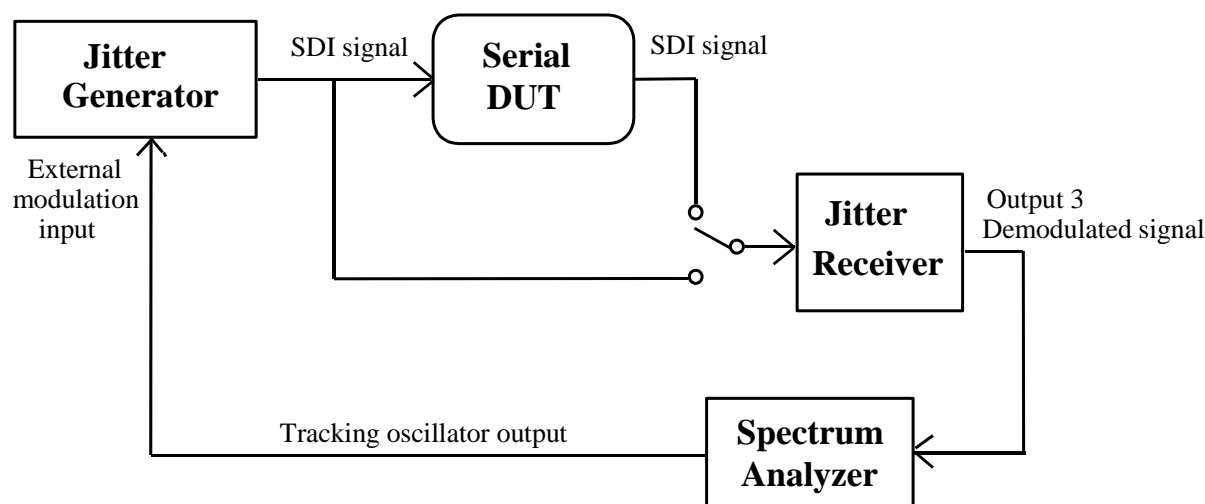 Jitter
Generator
SDI signal
Serial
DUT
SDI signal
External
modulation
input
Jitter
Receiver
Output 3
Demodulated signal
Tracking oscillator output
Spectrum
Analyzer